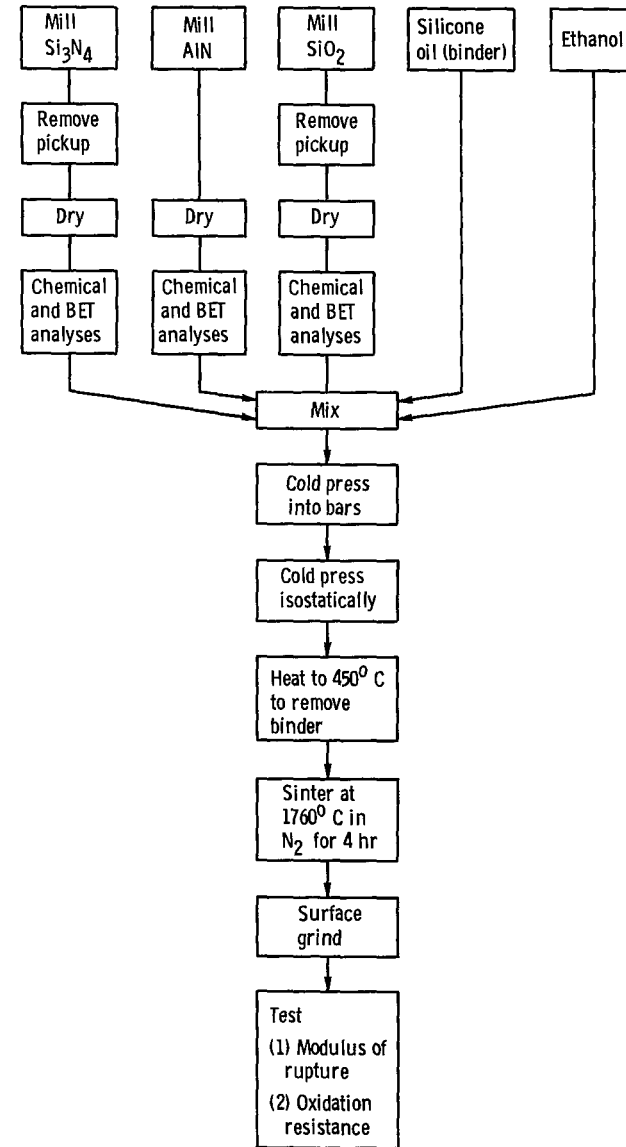 Mill
Si3N4
Mill
AlN
Mill
SiO2
Silicone
oil (binder)
Ethanol
Remove
pickup
Remove
pickup
Dry
Dry
Dry
Chemical
and BET
analyses
Chemical
and BET
analyses
Chemical
and BET
analyses
Mix
Cold press
into bars
Cold press
isostatically
Heat to 450° C
to remove
binder
Sinter at
1760° C in
N2 for 4 hr
Surface
grind
Test
(1) Modulus of
rupture
(2) Oxidation
resistance